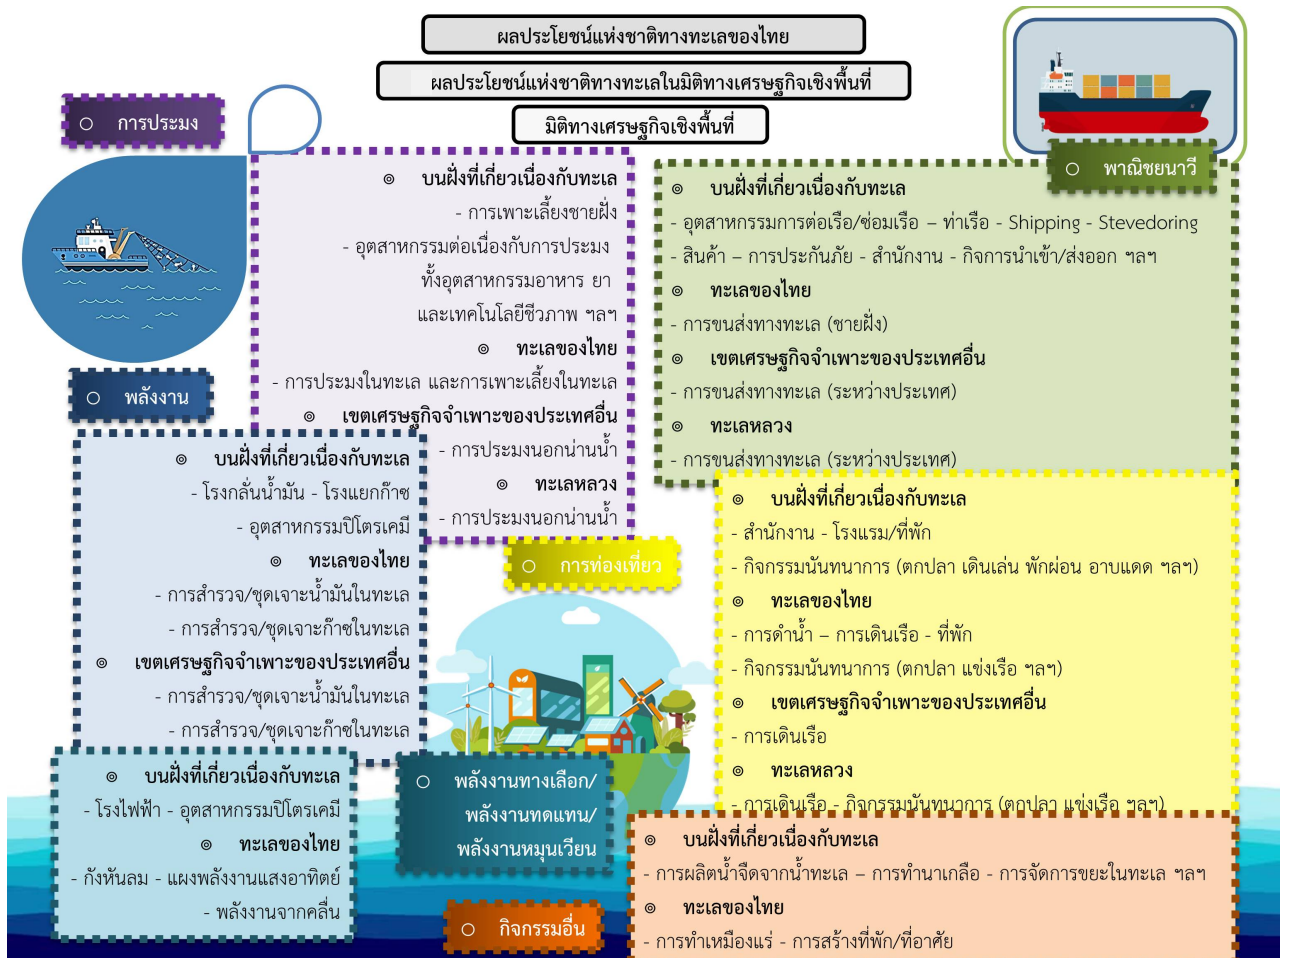 ผลประโยชน์แห่งชาติทางทะเลของไทย
ผลประโยชน์แห่งชาติทางทะเลในมิติทางเศรษฐกิจเชิงพื้นที่
มิติทางเศรษฐกิจเชิงพื้นที่
○ การประมง
◎ บนฝั่งที่เกี่ยวเนื่องกับทะเล
- การเพาะเลี้ยงชายฝั่ง
- อุตสาหกรรมต่อเนื่องกับการประมง
ทั้งอุตสาหกรรมอาหาร ยา
และเทคโนโลยีชีวภาพ ฯลฯ
◎ ทะเลของไทย
- การประมงในทะเล และการเพาะเลี้ยงในทะเล
◎ เขตเศรษฐกิจจำเพาะของประเทศอื่น
- การประมงนอกน่านน้ำ
◎ ทะเลหลวง
- การประมงนอกน่านน้ำ
○ พาณิชยนาวี
◎ บนฝั่งที่เกี่ยวเนื่องกับทะเล
- อุตสาหกรรมการต่อเรือ/ซ่อมเรือ – ท่าเรือ - Shipping - Stevedoring
- สินค้า – การประกันภัย - สำนักงาน - กิจการนำเข้า/ส่งออก ฯลฯ
◎ ทะเลของไทย
- การขนส่งทางทะเล (ชายฝั่ง)
◎ เขตเศรษฐกิจจำเพาะของประเทศอื่น
- การขนส่งทางทะเล (ระหว่างประเทศ)
◎ ทะเลหลวง
- การขนส่งทางทะเล (ระหว่างประเทศ)
○ พลังงาน
◎ บนฝั่งที่เกี่ยวเนื่องกับทะเล
- โรงกลั่นน้ำมัน - โรงแยกก๊าซ
- อุตสาหกรรมปิโตรเคมี
◎ ทะเลของไทย
- การสำรวจ/ขุดเจาะน้ำมันในทะเล
- การสำรวจ/ขุดเจาะก๊าซในทะเล
◎ เขตเศรษฐกิจจำเพาะของประเทศอื่น
- การสำรวจ/ขุดเจาะน้ำมันในทะเล
- การสำรวจ/ขุดเจาะก๊าซในทะเล
○ การท่องเที่ยว
◎ บนฝั่งที่เกี่ยวเนื่องกับทะเล
- สำนักงาน - โรงแรม/ที่พัก
- กิจกรรมนันทนาการ (ตกปลา เดินเล่น พักผ่อน อาบแดด ฯลฯ)
◎ ทะเลของไทย
- การดำน้ำ – การเดินเรือ - ที่พัก
- กิจกรรมนันทนาการ (ตกปลา แข่งเรือ ฯลฯ)
◎ เขตเศรษฐกิจจำเพาะของประเทศอื่น
- การเดินเรือ
◎ ทะเลหลวง
- การเดินเรือ - กิจกรรมนันทนาการ (ตกปลา แข่งเรือ ฯลฯ)
○ พลังงานทางเลือก/
พลังงานทดแทน/
พลังงานหมุนเวียน
◎ บนฝั่งที่เกี่ยวเนื่องกับทะเล
- โรงไฟฟ้า - อุตสาหกรรมปิโตรเคมี
◎ ทะเลของไทย
- กังหันลม - แผงพลังงานแสงอาทิตย์
- พลังงานจากคลื่น
○ กิจกรรมอื่น
◎ บนฝั่งที่เกี่ยวเนื่องกับทะเล
- การผลิตน้ำจืดจากน้ำทะเล – การทำนาเกลือ - การจัดการขยะในทะเล ฯลฯ
◎ ทะเลของไทย
- การทำเหมืองแร่ - การสร้างที่พัก/ที่อาศัย